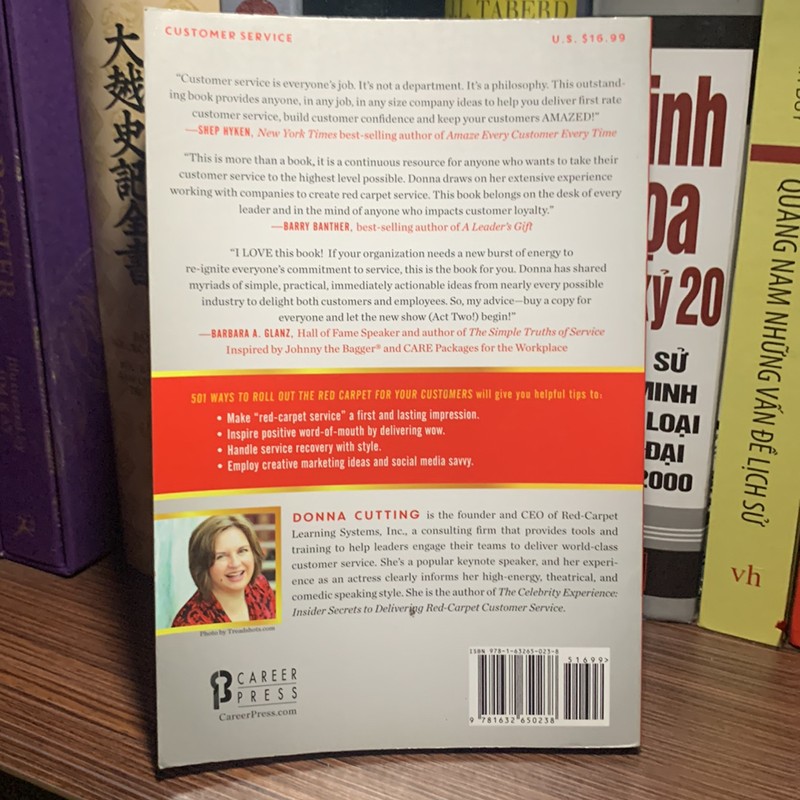 CUSTOMER SERVICE
U.S. $16.99
"Customer service is everyone's job. It's not a department. It's a philosophy. This outstand-
ing book provides anyone, in any job, in any size company ideas to help you deliver first rate
customer service, build customer confidence and keep your customers AMAZED!"
—SHEP HYKEN, New York Times best-selling author of Amaze Every Customer Every Time
"This is more than a book, it is a continuous resource for anyone who wants to take their
customer service to the highest level possible. Donna draws on her extensive experience
working with companies to create red carpet service. This book belongs on the desk of every
leader and in the mind of anyone who impacts customer loyalty."
—BARRY BANTHER, best-selling author of A Leader's Gift
"I LOVE this book! If your organization needs a new burst of energy to
re-ignite everyone's commitment to service, this is the book for you. Donna has shared
myriads of simple, practical, immediately actionable ideas from nearly every possible
industry to delight both customers and employees. So, my advice—buy a copy for
everyone and let the new show (Act Two!) begin!"
—BARBARA A. GLANZ, Hall of Fame Speaker and author of The Simple Truths of Service
Inspired by Johnny the Bagger® and CARE Packages for the Workplace
501 WAYS TO ROLL OUT THE RED CARPET FOR YOUR CUSTOMERS will give you helpful tips to:
• Make "red-carpet service" a first and lasting impression.
• Inspire positive word-of-mouth by delivering wow.
• Handle service recovery with style.
• Employ creative marketing ideas and social media savvy.
DONNA CUTTING is the founder and CEO of Red-Carpet
Learning Systems, Inc., a consulting firm that provides tools and
training to help leaders engage their teams to deliver world-class
customer service. She's a popular keynote speaker, and her experi-
ence as an actress clearly informs her high-energy, theatrical, and
comedic speaking style. She is the author of The Celebrity Experience:
Insider Secrets to Delivering Red-Carpet Customer Service.
Photo by Tmadshots.com
CAREER
PRESS
CareerPress.com
ISBN 978-1-63265-023-8
51699>
9 781632 650238
大越史記全書
TABERD
inh
ọa
kỷ 20
SỬ
MINH
LOẠI
ĐẠI
2000
QUẢNG NAM NHỮNG VẤN ĐỀ LỊCH SỬ
vh